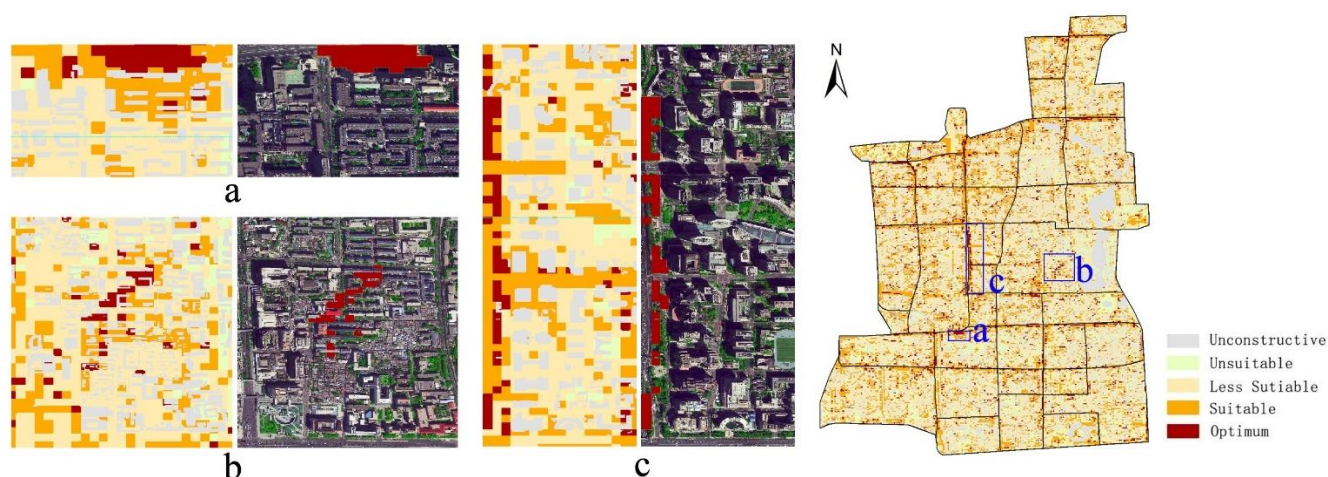 a
b
c
N
c
b
a
Unconstructive
Unsuitable
Less Sutiable
Suitable
Optimum